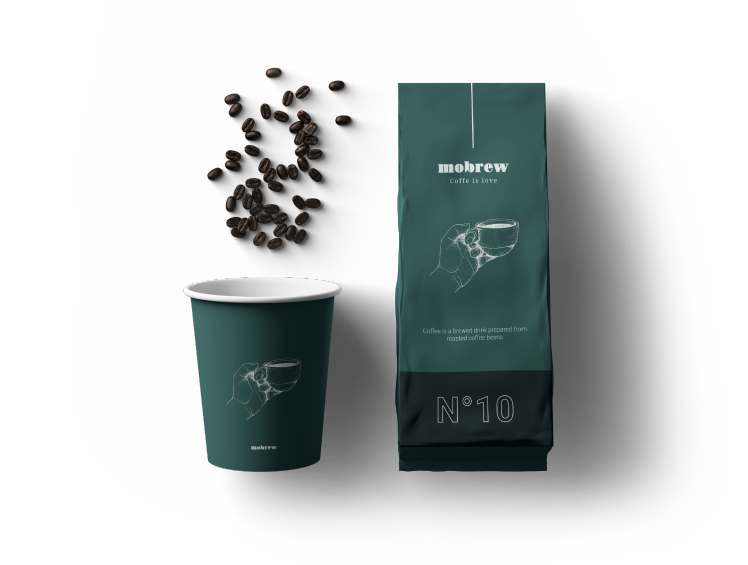 mobrew
Coffe is love
Coffee is a brewed drink prepared from
roasted coffee beans
N°10
mobrew